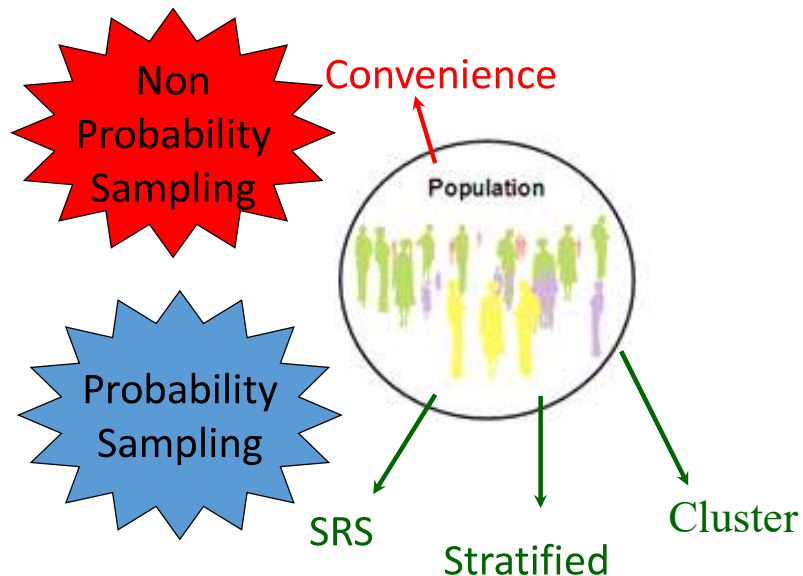 Non
Probability
Sampling
Convenience
Population
Probability
Sampling
SRS
Stratified
Cluster